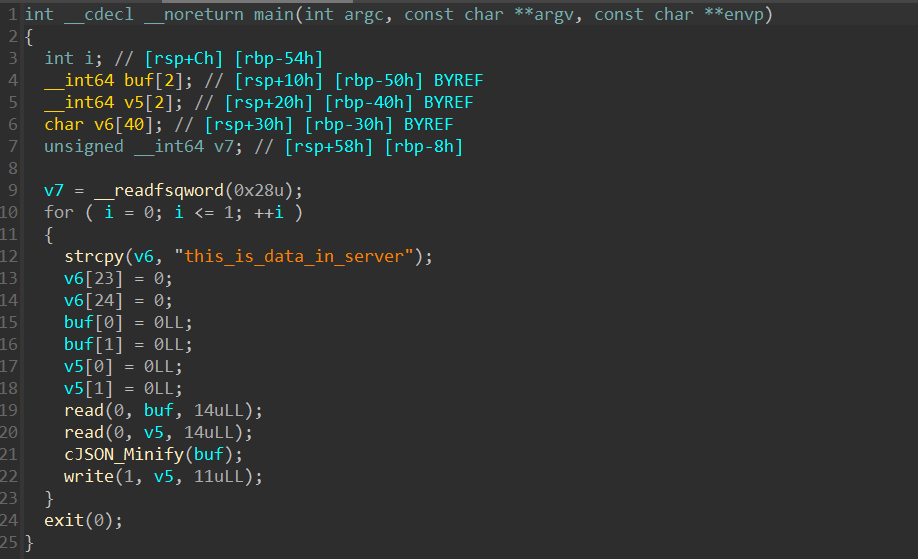 1 int __cdecl __noreturn main(int argc, const char **argv, const char **envp)
2 {
3 int i; // [rsp+Ch] [rbp-54h]
4 __int64 buf[2]; // [rsp+10h] [rbp-50h] BYREF
5 __int64 v5[2]; // [rsp+20h] [rbp-40h] BYREF
6 char v6[40]; // [rsp+30h] [rbp-30h] BYREF
7 unsigned __int64 v7; // [rsp+58h] [rbp-8h]
8
9 v7 = __readfsqword(0x28u);
10 for ( i = 0; i <= 1; ++i )
11 {
12 strcpy(v6, "this_is_data_in_server");
13 v6[23] = 0;
14 v6[24] = 0;
15 buf[0] = 0LL;
16 buf[1] = 0LL;
17 v5[0] = 0LL;
18 v5[1] = 0LL;
19 read(0, buf, 14uLL);
20 read(0, v5, 14uLL);
21 cJSON_Minify(buf);
22 write(1, v5, 11uLL);
23 }
24 exit(0);
25 }